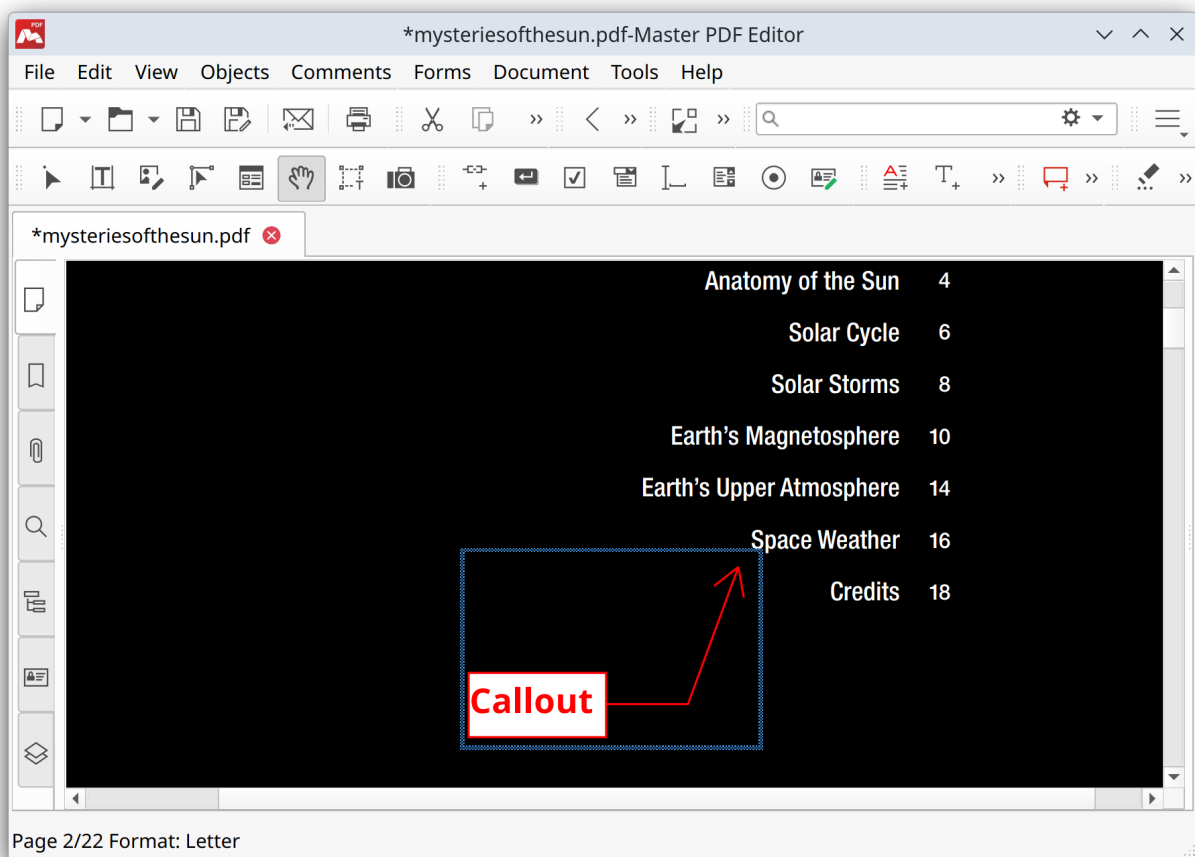 PDF
*mysteriesofthesun.pdf-Master PDF Editor
File Edit View Objects Comments Forms Document Tools Help
*mysteriesofthesun.pdf
Anatomy of the Sun 4
Solar Cycle 6
Solar Storms 8
Earth’s Magnetosphere 10
Earth’s Upper Atmosphere 14
Space Weather 16
Credits 18
Callout
Page 2/22 Format: Letter